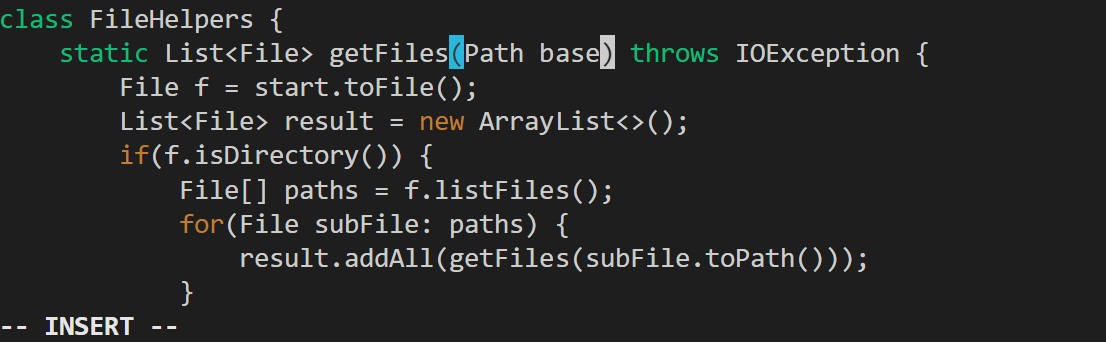 class FileHelpers {
    static List<File> getFiles(Path base) throws IOException {
        File f = start.toFile();
        List<File> result = new ArrayList<>();
        if(f.isDirectory()) {
            File[] paths = f.listFiles();
            for(File subFile: paths) {
                result.addAll(getFiles(subFile.toPath()));
            }
-- INSERT --